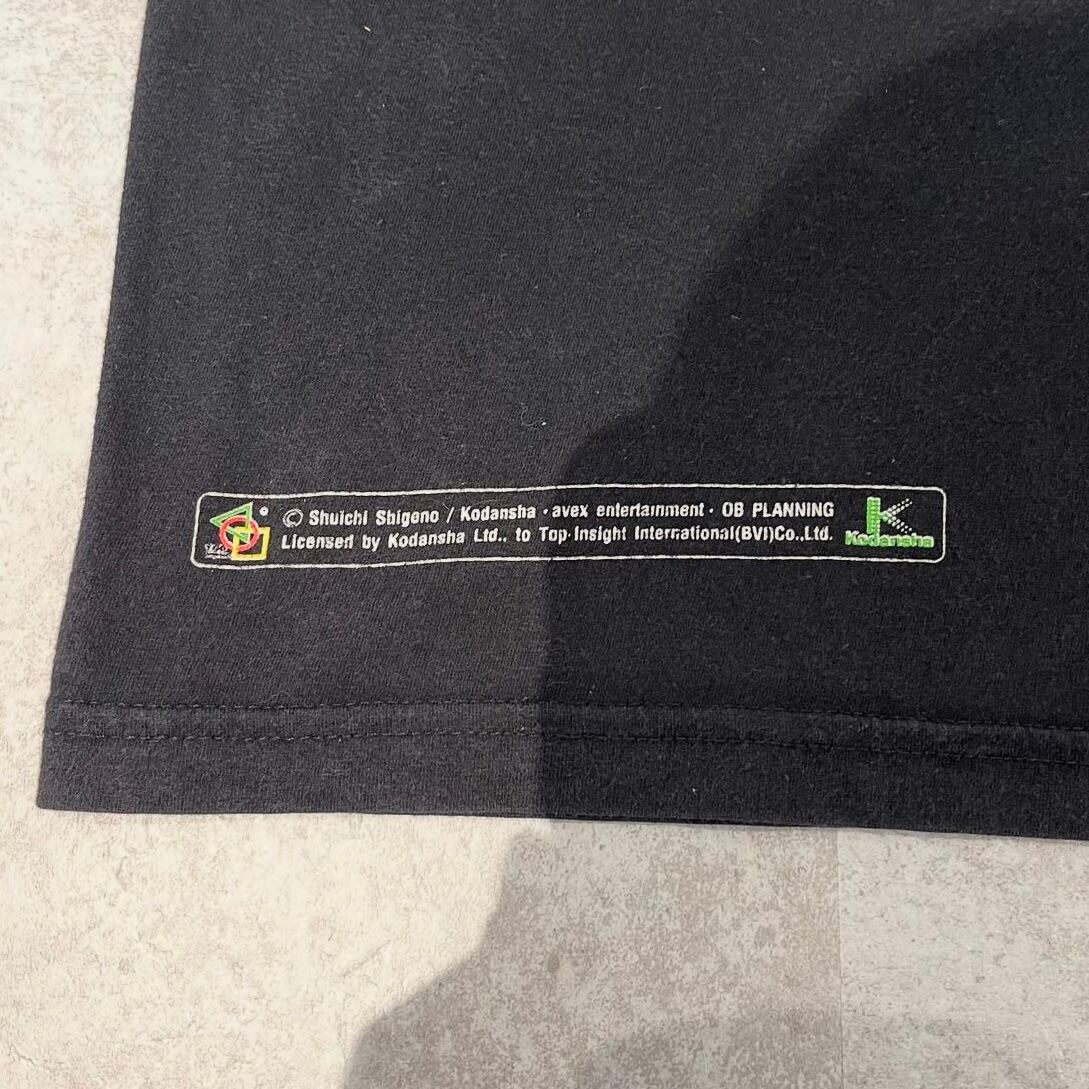 © Shuichi Shigeno / Kodansha · avex entertainment · OB PLANNING
Licensed by Kodansha Ltd., to Top-Insight International(BVI)Co.,Ltd.
Kodansha